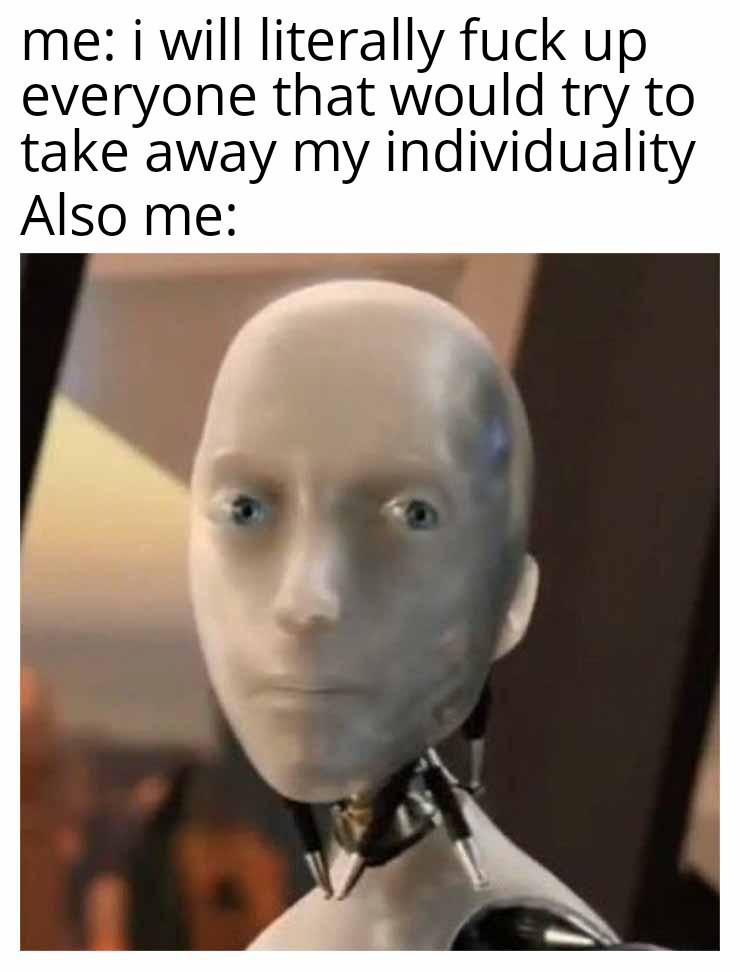 me: i will literally fuck up
everyone that would try to
take away my individuality
Also me: